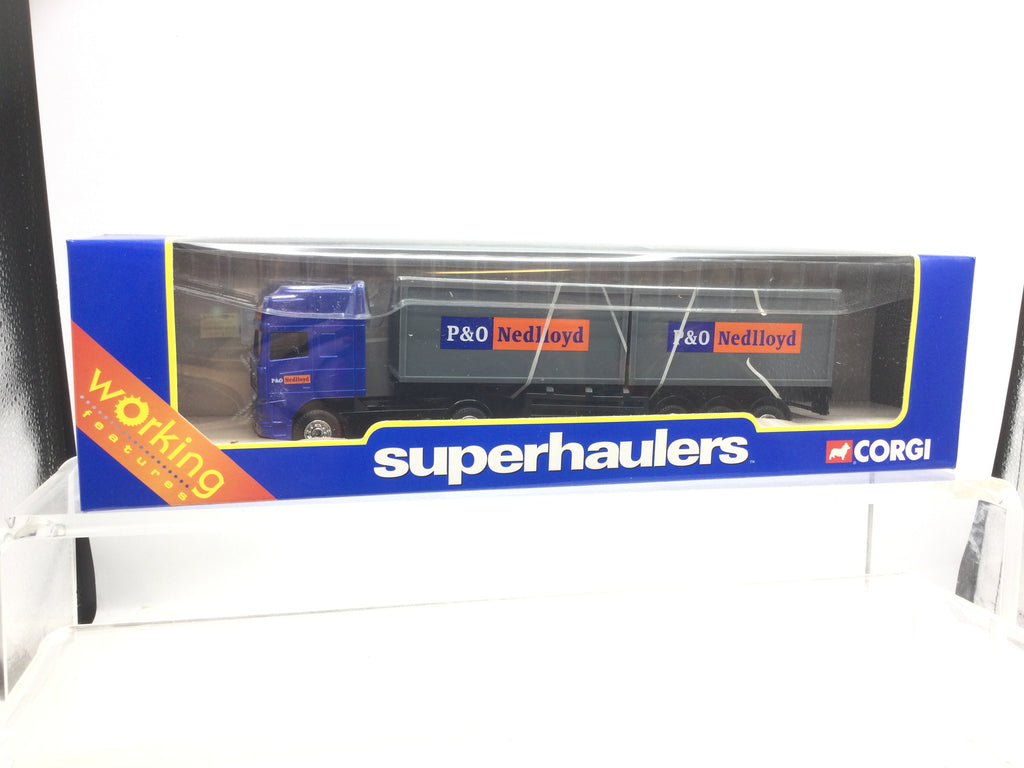 P&O Nedlloyd
P&O Nedlloyd
P&O Nedlloyd
working
features
superhaulers
CORGI